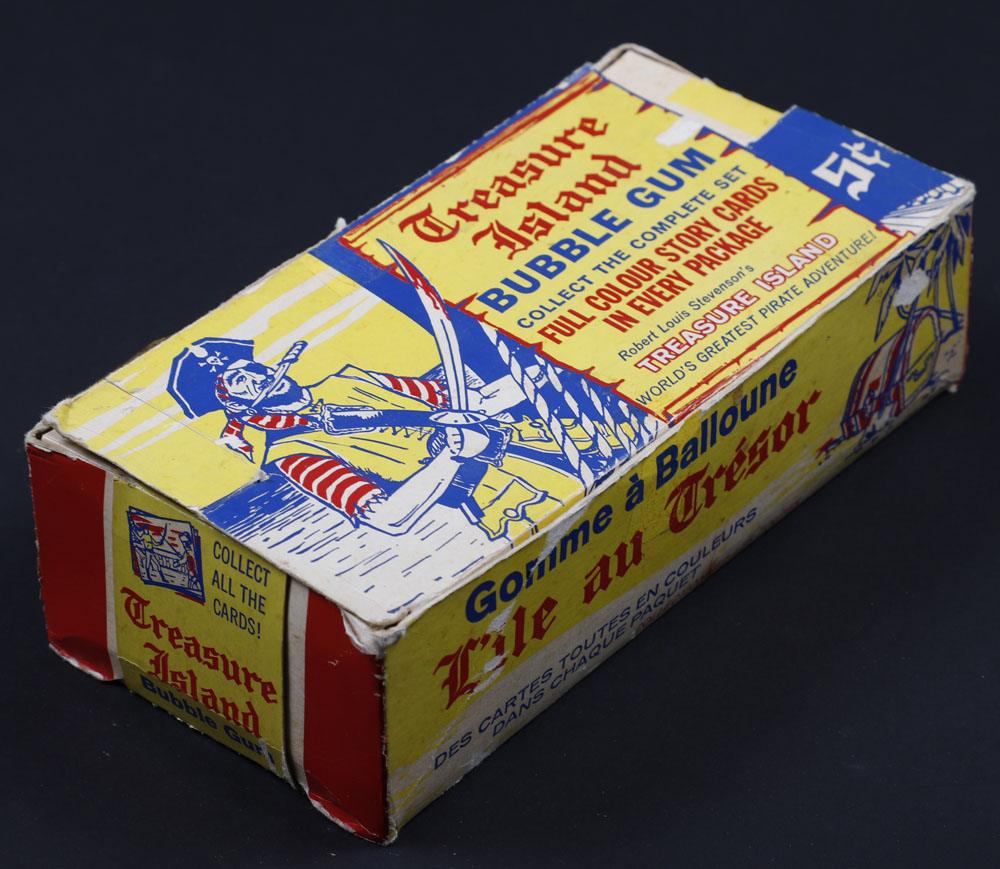 Treasure
Island
BUBBLE GUM
COLLECT THE COMPLETE SET
FULL COLOUR STORY CARDS
IN EVERY PACKAGE
Robert Louis Stevenson's
TREASURE ISLAND
WORLD'S GREATEST PIRATE ADVENTURE!
5¢
Gomme à Balloune
L'ile au Trésor
DES CARTES TOUTES EN COULEURS
DANS CHAQUE PAQUET
COLLECT
ALL THE
CARDS!
Treasure
Island
Bubble Gum